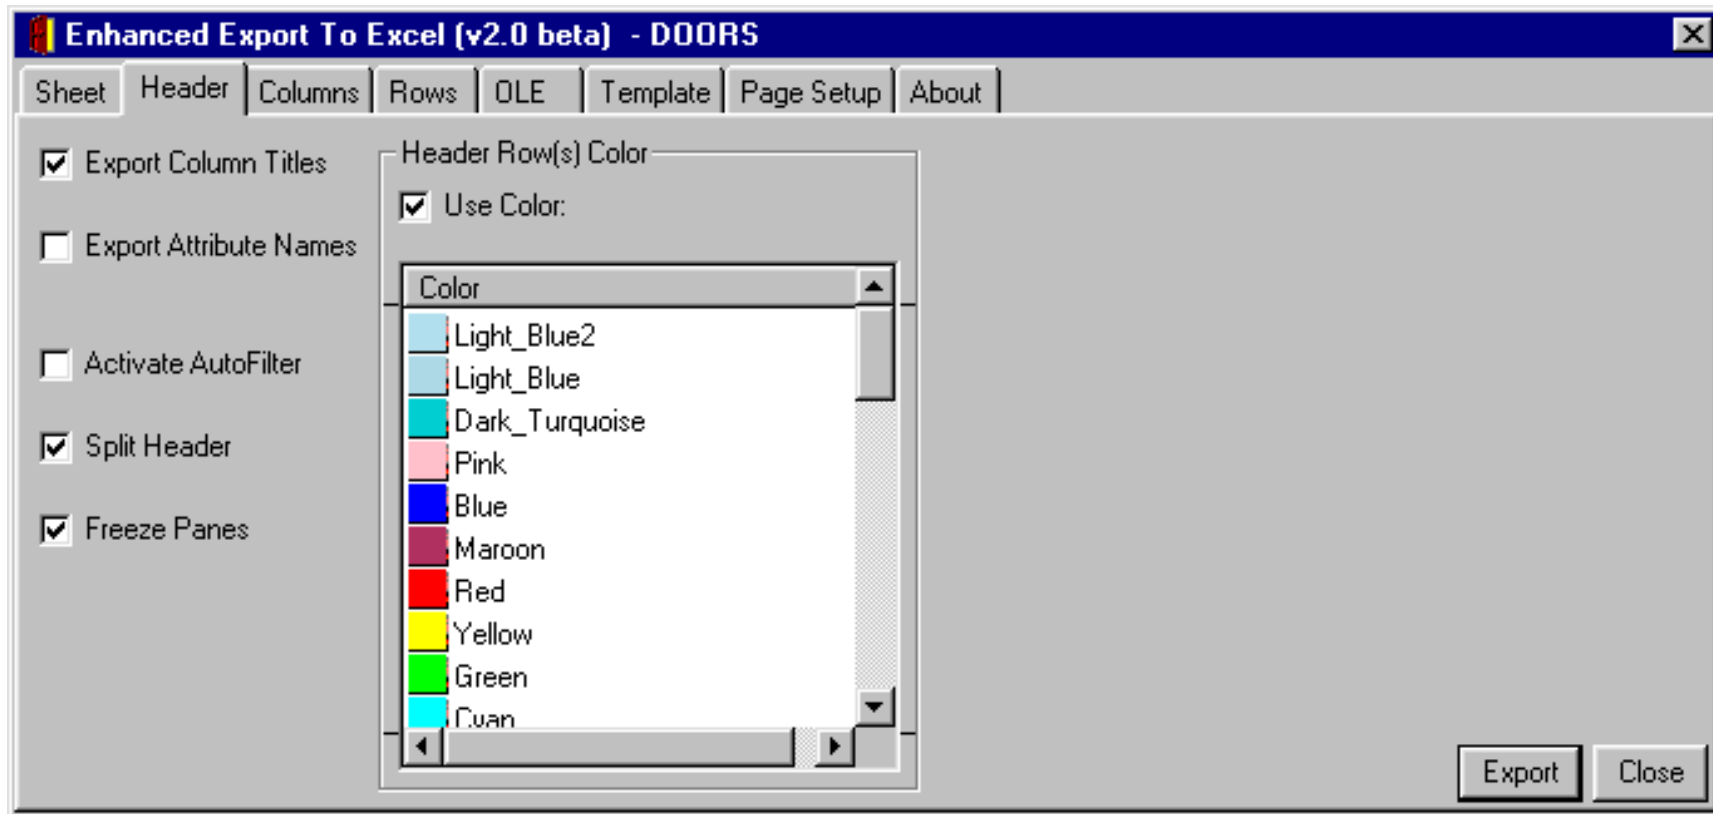 Enhanced Export To Excel (v2.0 beta) - DOORS
Sheet Header Columns Rows OLE Template Page Setup About
Export Column Titles
Export Attribute Names
Activate AutoFilter
Split Header
Freeze Panes
Header Row(s) Color
Use Color:
Color
Light_Blue2
Light_Blue
Dark_Turquoise
Pink
Blue
Maroon
Red
Yellow
Green
Cyan
Export Close